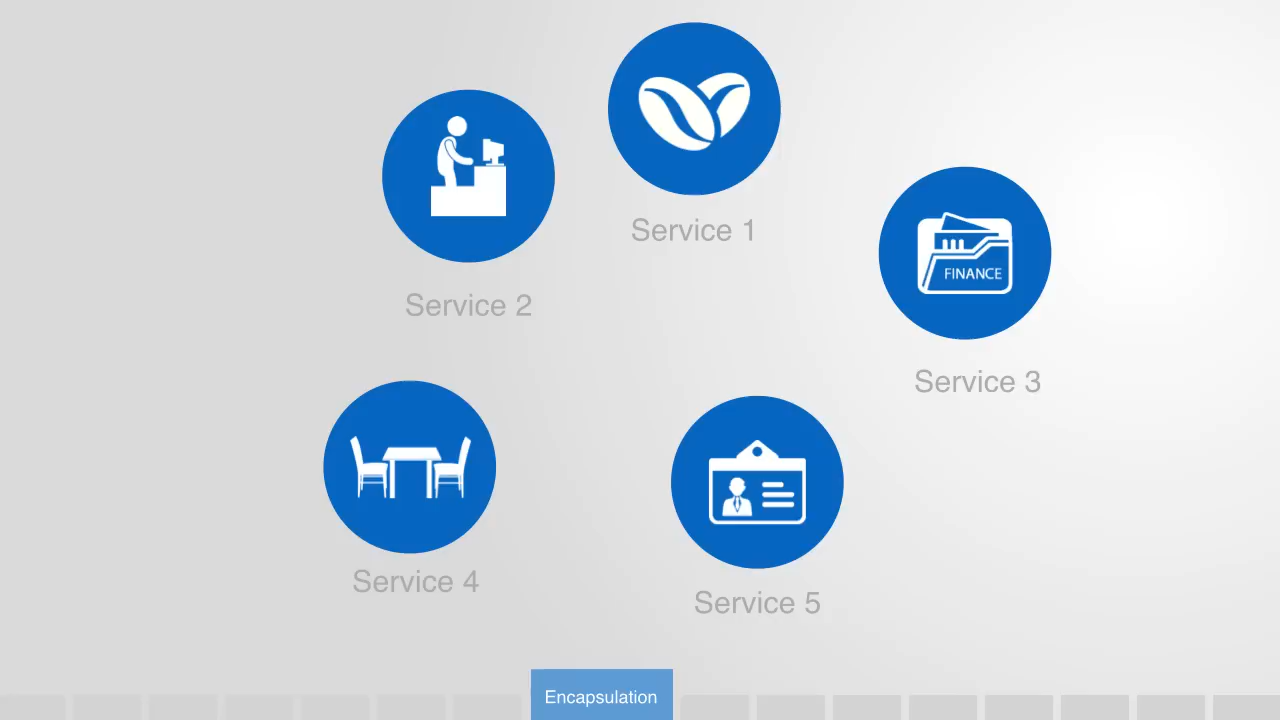 Service 1
Service 2
FINANCE
Service 3
Service 4
Service 5
Encapsulation